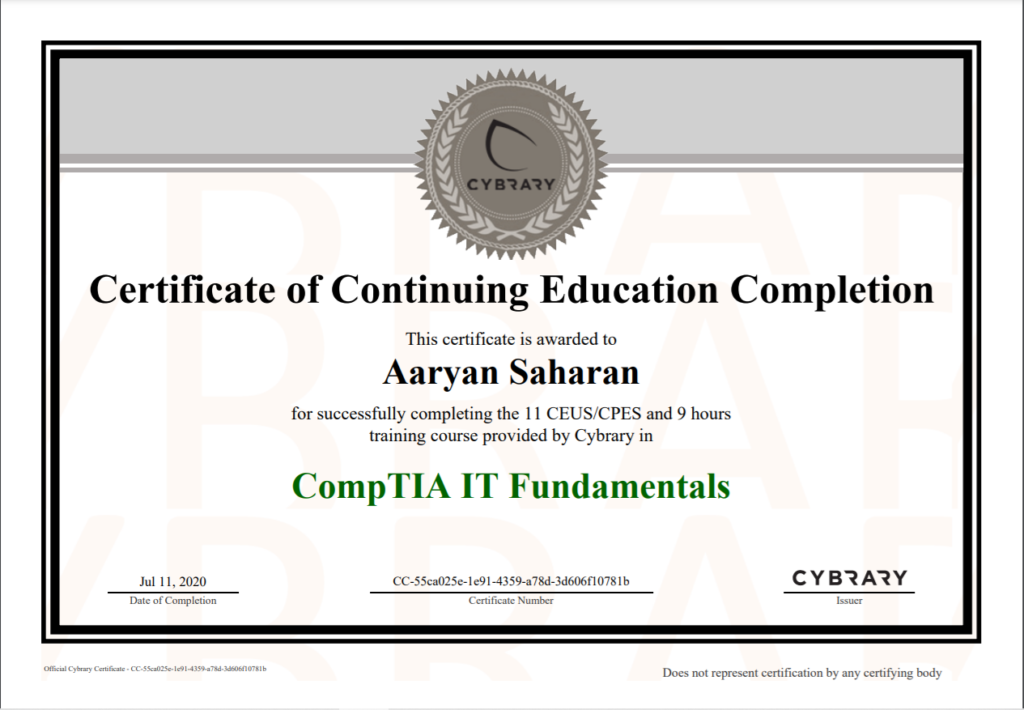 CYBRARY
Certificate of Continuing Education Completion
This certificate is awarded to
Aaryan Saharan
for successfully completing the 11 CEUS/CPES and 9 hours
training course provided by Cybrary in
CompTIA IT Fundamentals
Jul 11, 2020
Date of Completion
CC-55ca025e-1e91-4359-a78d-3d606f10781b
Certificate Number
CYBRARY
Issuer
Official Cybrary Certificate - CC-55ca025e-1e91-4359-a78d-3d606f10781b
Does not represent certification by any certifying body